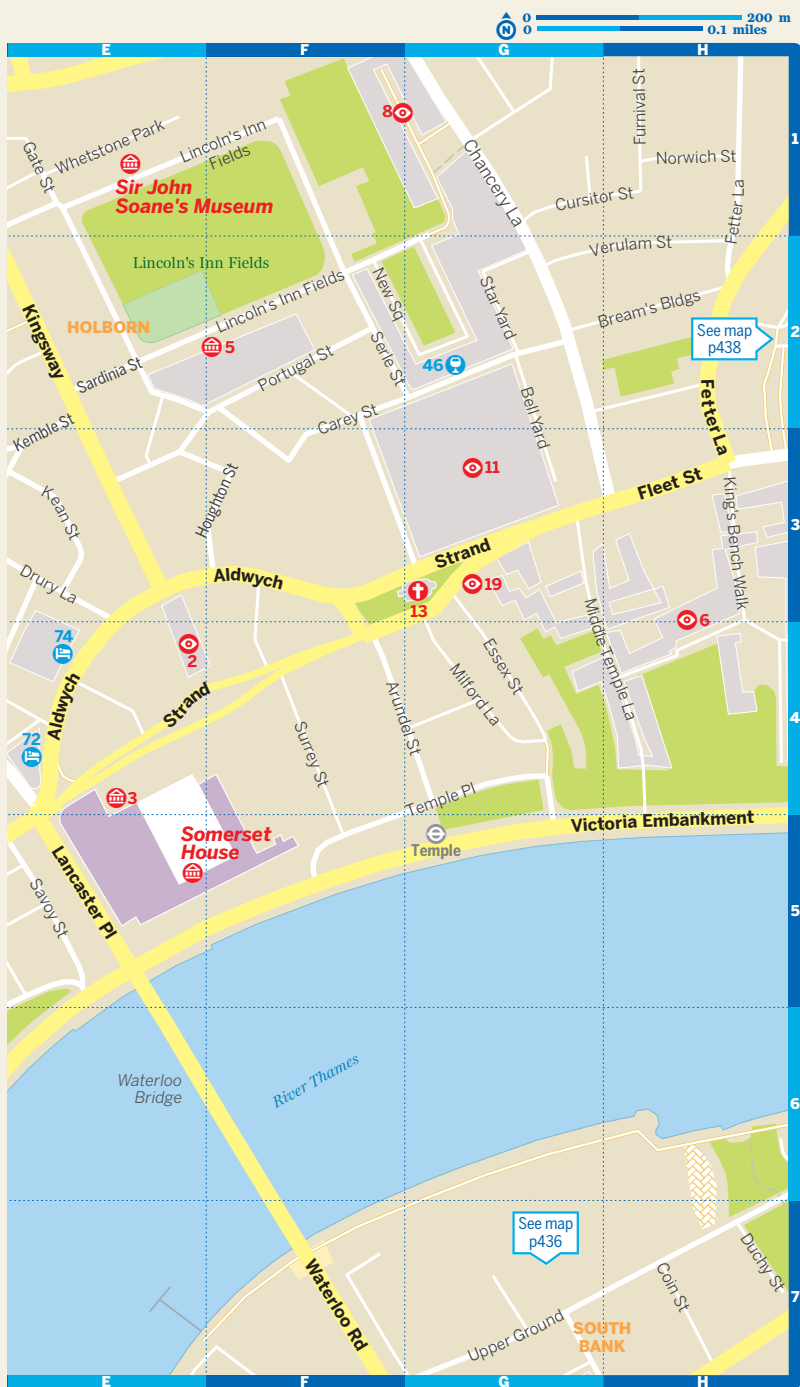 0 200 m
N 0 0.1 miles
E F G H
1
Gate St
Whetstone Park
Lincoln's Inn
Fields
Sir John
Soane's Museum
8
Chancery La
Furnival St
Norwich St
Cursitor St
Fetter La
Verulam St
Lincoln's Inn Fields
Lincoln's Inn Fields
New Sq
Star Yard
Bream's Bldgs
2
Kingsway
HOLBORN
5
Sardinia St
Portugal St
Serle St
46
See map
p438
Kemble St
Carey St
Bell Yard
Fetter La
11
Fleet St
3
Kean St
Houghton St
King's Bench Walk
Drury La
Aldwych
Strand
19
13
Middle Temple La
6
74
2
Essex St
Milford La
4
Aldwych
Strand
Arundel St
Surrey St
72
3
Temple Pl
Somerset
House
Temple
Victoria Embankment
Lancaster Pl
Savoy St
5
Waterloo
Bridge
River Thames
6
See map
p436
Duchy St
Coin St
7
Waterloo Rd
Upper Ground
SOUTH
BANK
E F G H